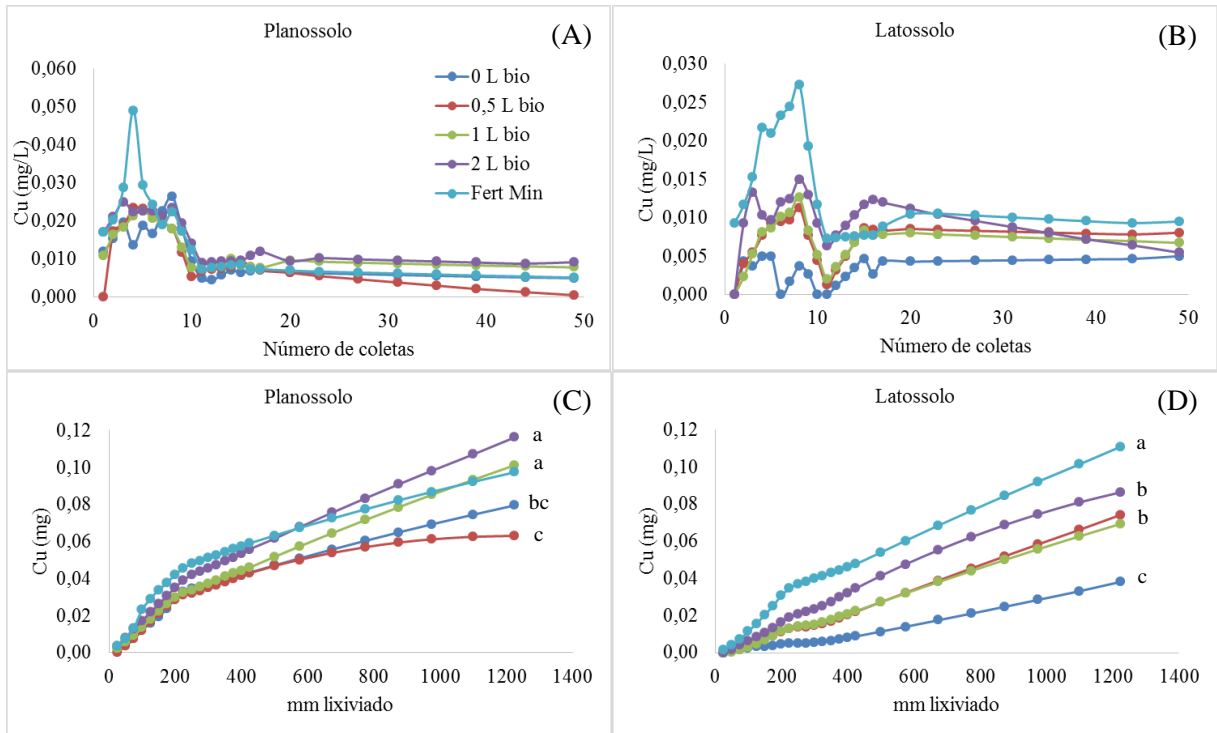 Planossolo
(A)
0,060
0,050
0,040
0,030
0,020
0,010
0,000
Cu (mg/L)
0 L bio
0,5 L bio
1 L bio
2 L bio
Fert Min
0 10 20 30 40 50
Número de coletas
Latossolo
(B)
0,030
0,025
0,020
0,015
0,010
0,005
0,000
Cu (mg/L)
0 10 20 30 40 50
Número de coletas
Planossolo
(C)
0,12
0,10
0,08
0,06
0,04
0,02
0,00
Cu (mg)
a
a
bc
c
0 200 400 600 800 1000 1200 1400
mm lixiviado
Latossolo
(D)
0,12
0,10
0,08
0,06
0,04
0,02
0,00
Cu (mg)
a
b
b
c
0 200 400 600 800 1000 1200 1400
mm lixiviado